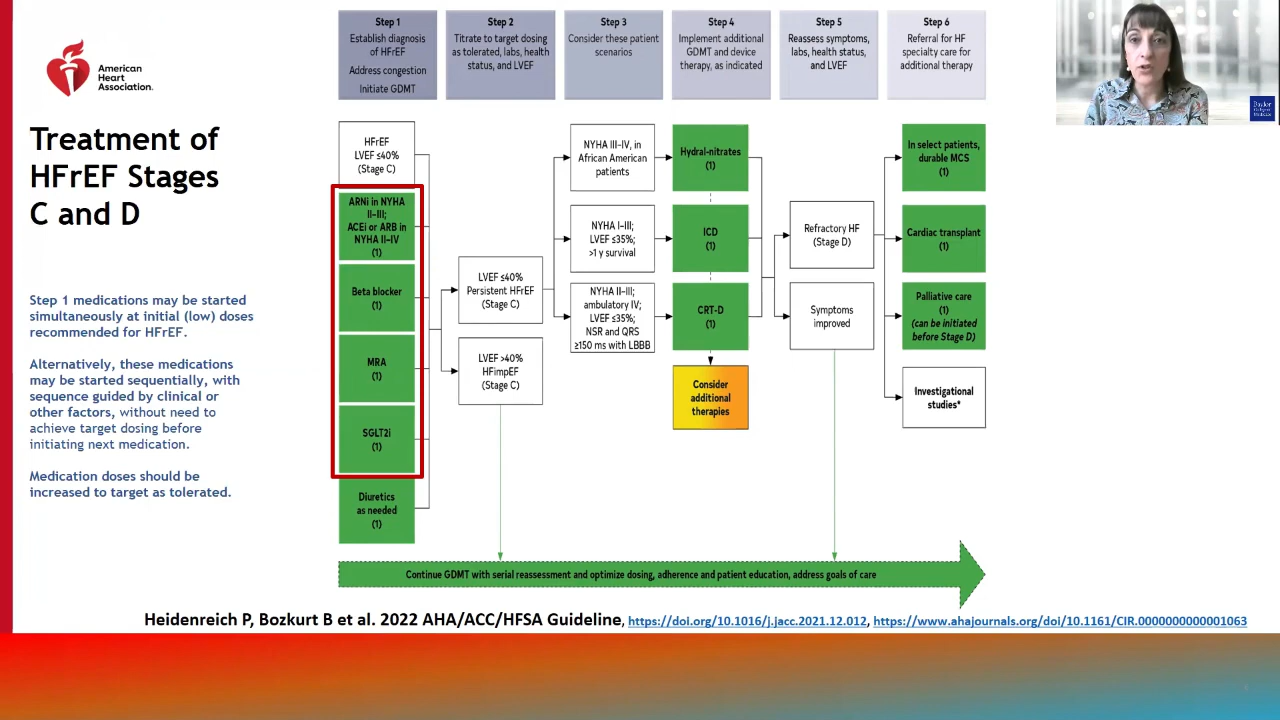 American
Heart
Association.
Treatment of
HFrEF Stages
C and D
Step 1 medications may be started
simultaneously at initial (low) doses
recommended for HFrEF.
Alternatively, these medications
may be started sequentially, with
sequence guided by clinical or
other factors, without need to
achieve target dosing before
initiating next medication.
Medication doses should be
increased to target as tolerated.
Step 1
Establish diagnosis
of HFrEF
Address congestion
Initiate GDMT
Step 2
Titrate to target dosing
as tolerated, labs, health
status, and LVEF
Step 3
Consider these patient
scenarios
Step 4
Implement additional
GDMT and device
therapy, as indicated
Step 5
Reassess symptoms,
labs, health status,
and LVEF
Step 6
Referral for HF
specialty care for
additional therapy
HFrEF
LVEF ≤40%
(Stage C)
ARNi in NYHA
II–III;
ACEi or ARB in
NYHA II–IV
(1)
Beta blocker
(1)
MRA
(1)
SGLT2i
(1)
Diuretics
as needed
(1)
LVEF ≤40%
Persistent HFrEF
(Stage C)
LVEF >40%
HFimpEF
(Stage C)
NYHA III–IV, in
African American
patients
NYHA I–III;
LVEF ≤35%;
>1 y survival
NYHA II–III;
ambulatory IV;
LVEF ≤35%;
NSR and QRS
≥150 ms with LBBB
Hydral-nitrates
(1)
ICD
(1)
CRT-D
(1)
Consider
additional
therapies
Refractory HF
(Stage D)
Symptoms
improved
In select patients,
durable MCS
(1)
Cardiac transplant
(1)
Palliative care
(1)
(can be initiated
before Stage D)
Investigational
studies*
Continue GDMT with serial reassessment and optimize dosing, adherence and patient education, address goals of care
Heidenreich P, Bozkurt B et al. 2022 AHA/ACC/HFSA Guideline, https://doi.org/10.1016/j.jacc.2021.12.012, https://www.ahajournals.org/doi/10.1161/CIR.0000000000001063
Baylor